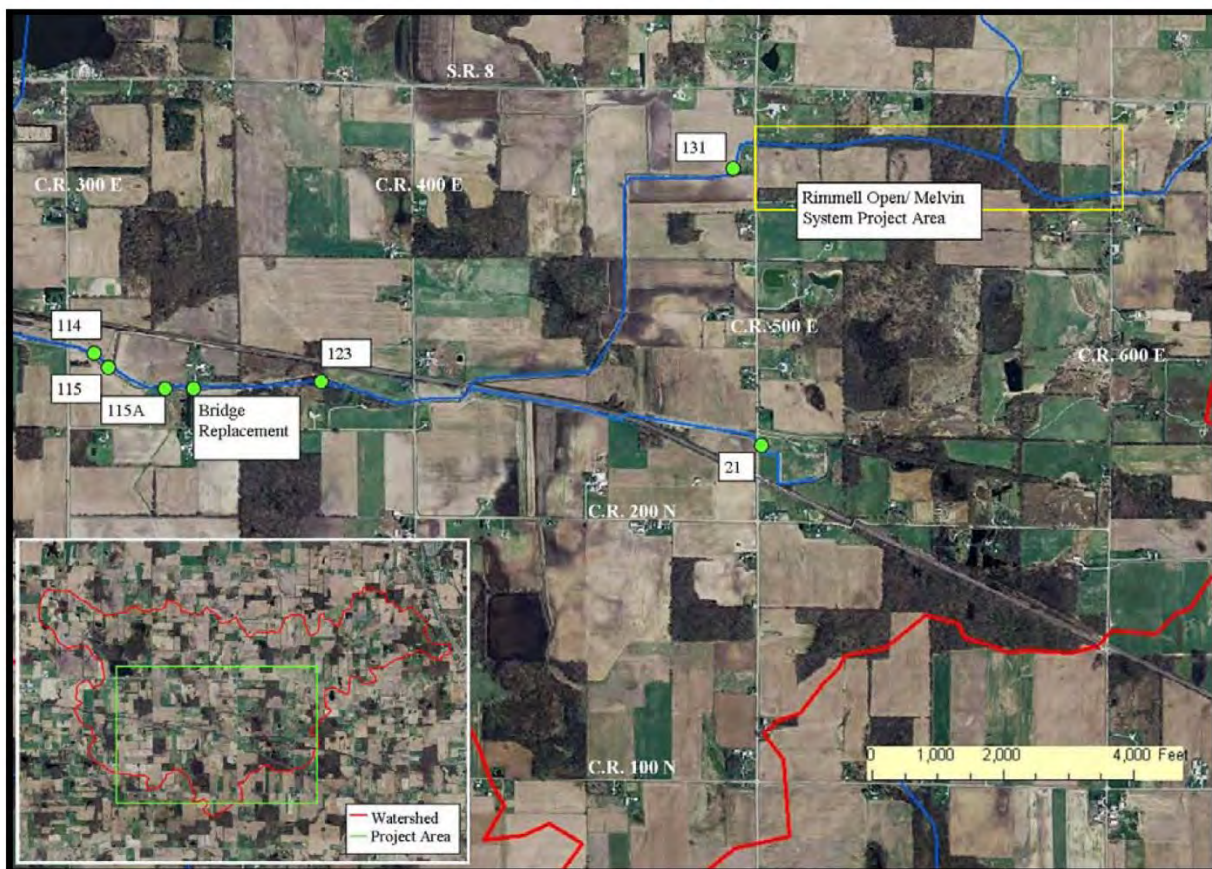 S.R. 8
131
C.R. 300 E
C.R. 400 E
Rimmell Open/ Melvin
System Project Area
C.R. 500 E
114
123
C.R. 600 E
115
115A
Bridge
Replacement
21
C.R. 200 N
C.R. 100 N
0 1,000 2,000 4,000 Feet
Watershed
Project Area